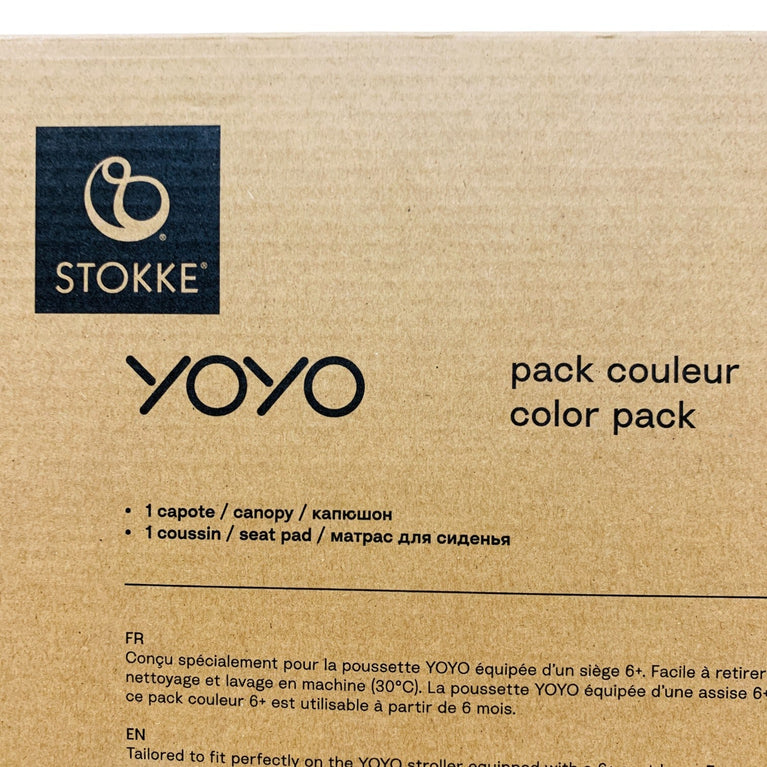 STOKKE®
YOYO
pack couleur
color pack
• 1 capote / canopy / капюшон
• 1 coussin / seat pad / матрас для сиденья
FR
Conçu spécialement pour la poussette YOYO équipée d'un siège 6+. Facile à retirer
nettoyage et lavage en machine (30°C). La poussette YOYO équipée d'une assise 6+
ce pack couleur 6+ est utilisable à partir de 6 mois.
EN
Tailored to fit perfectly on the YOYO stroller equipped with a 6+